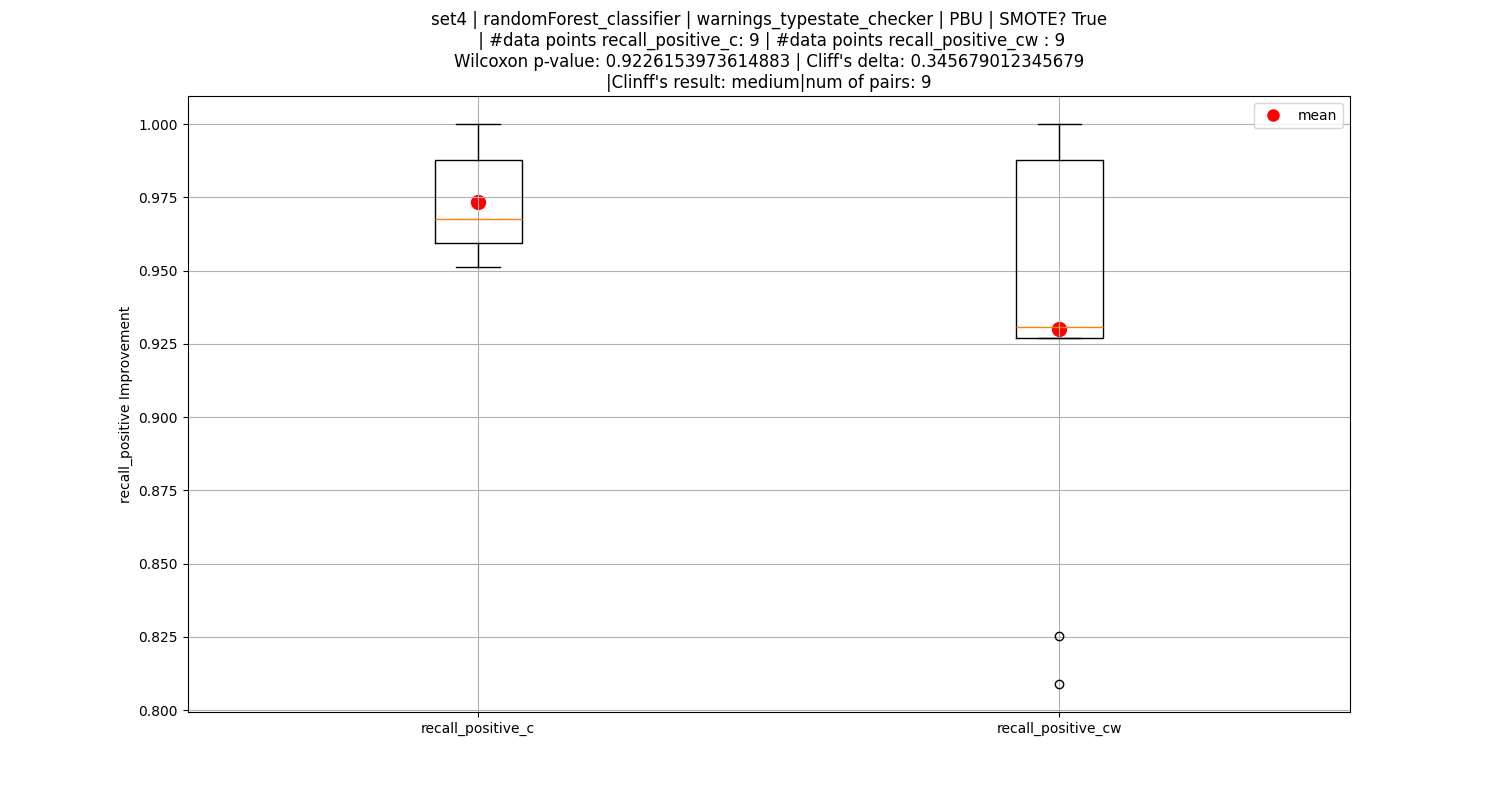 set4 | randomForest_classifier | warnings_typestate_checker | PBU | SMOTE? True
| #data points recall_positive_c: 9 | #data points recall_positive_cw : 9
Wilcoxon p-value: 0.9226153973614883 | Cliff's delta: 0.345679012345679
|Clinff's result: medium|num of pairs: 9
mean
1.000
0.975
0.950
0.925
0.900
0.875
0.850
0.825
0.800
recall_positive Improvement
recall_positive_c
recall_positive_cw